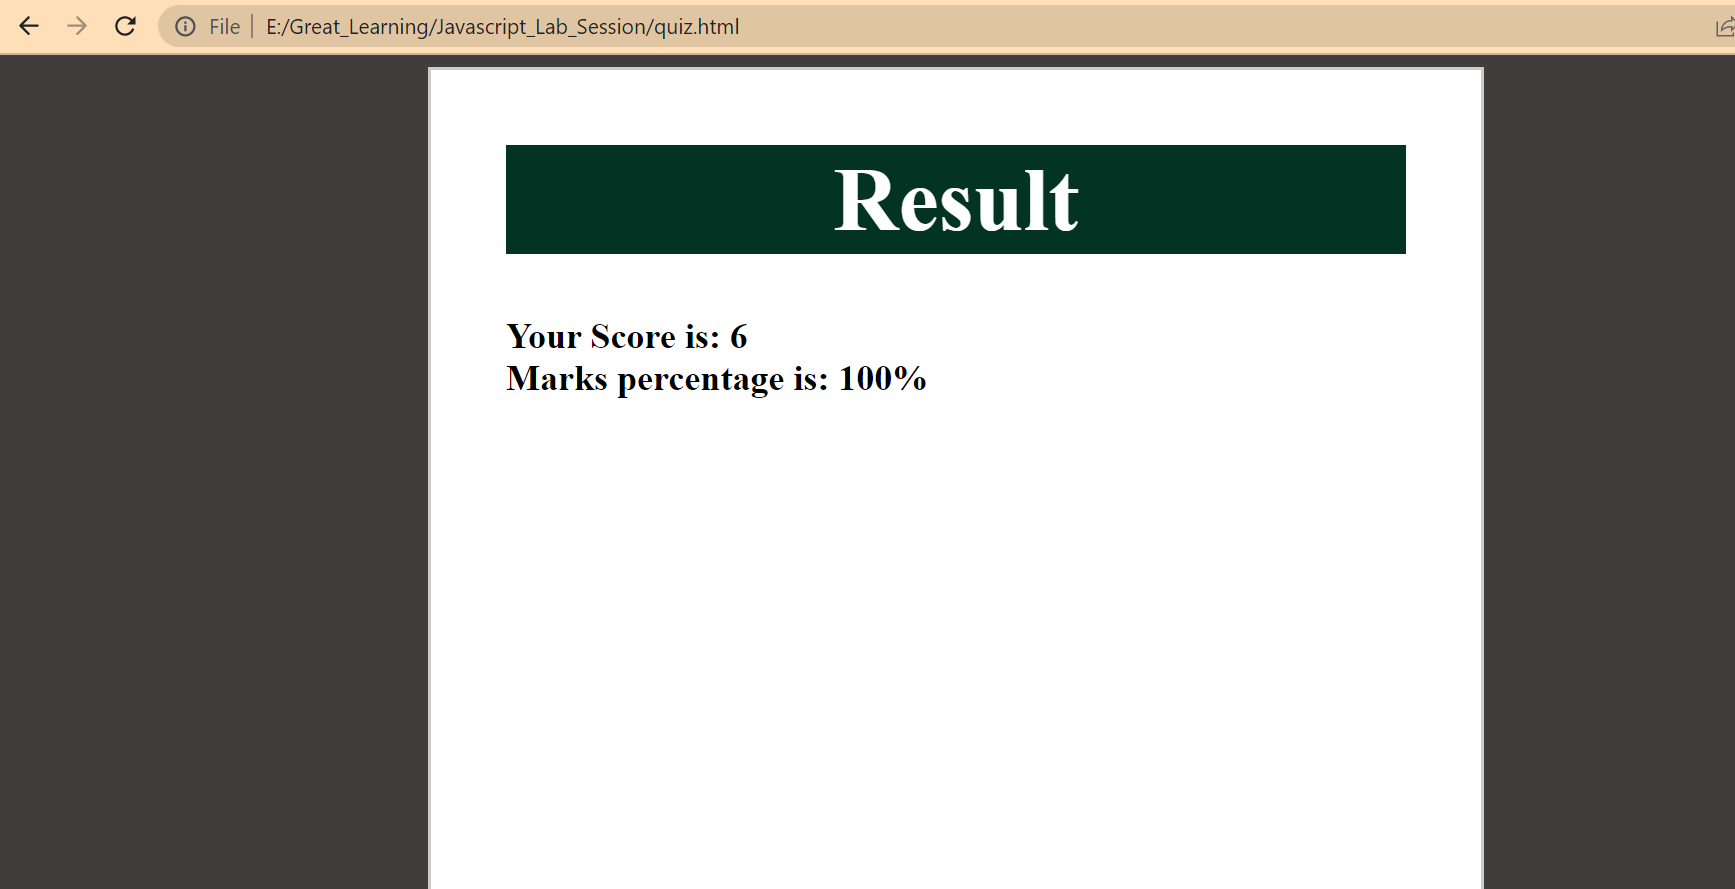 File E:/Great_Learning/Javascript_Lab_Session/quiz.html
Result
Your Score is: 6
Marks percentage is: 100%